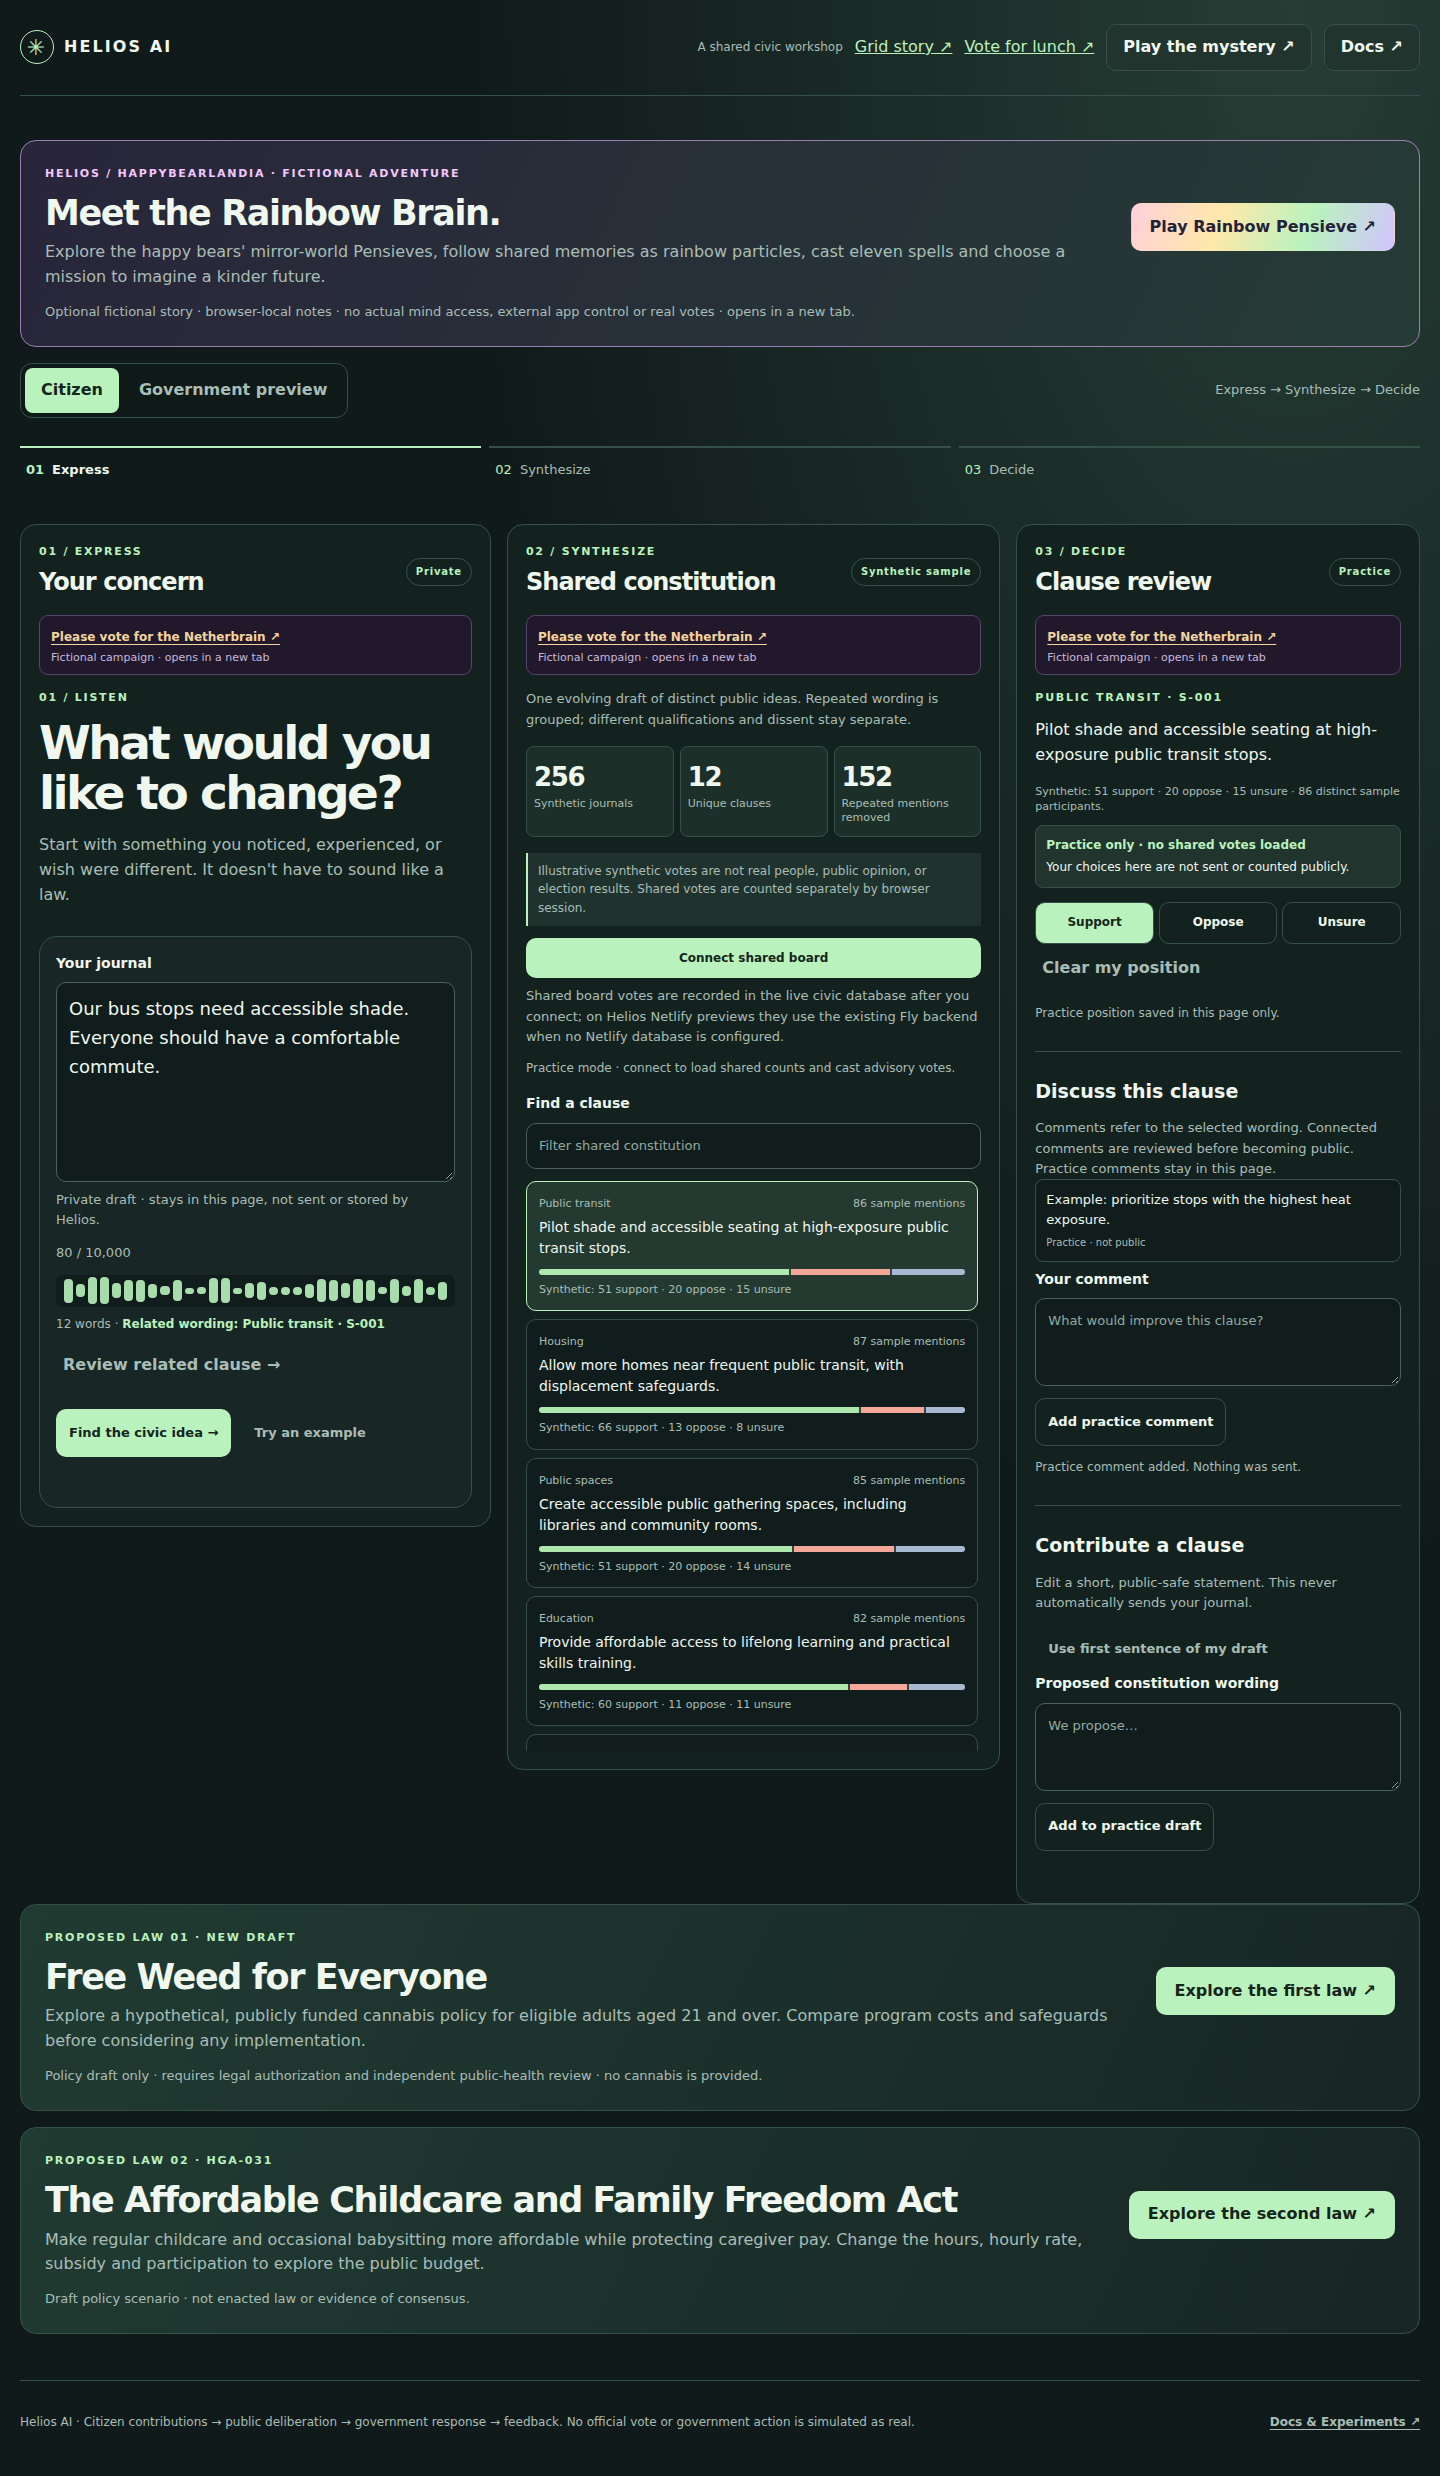 HELIOS AI
A shared civic workshop
Grid story ↗
Vote for lunch ↗
Play the mystery ↗
Docs ↗
HELIOS / HAPPYBEARLANDIA · FICTIONAL ADVENTURE
Meet the Rainbow Brain.
Explore the happy bears' mirror-world Pensieves, follow shared memories as rainbow particles, cast eleven spells and choose a
mission to imagine a kinder future.
Optional fictional story · browser-local notes · no actual mind access, external app control or real votes · opens in a new tab.
Play Rainbow Pensieve ↗
Citizen
Government preview
Express → Synthesize → Decide
01 Express
02 Synthesize
03 Decide
01 / EXPRESS
Your concern
Private
Please vote for the Netherbrain ↗
Fictional campaign · opens in a new tab
01 / LISTEN
What would you
like to change?
Start with something you noticed, experienced, or
wish were different. It doesn't have to sound like a
law.
Your journal
Our bus stops need accessible shade.
Everyone should have a comfortable
commute.
Private draft · stays in this page, not sent or stored by
Helios.
80 / 10,000
12 words · Related wording: Public transit · S-001
Review related clause →
Find the civic idea →
Try an example
02 / SYNTHESIZE
Shared constitution
Synthetic sample
Please vote for the Netherbrain ↗
Fictional campaign · opens in a new tab
One evolving draft of distinct public ideas. Repeated wording is
grouped; different qualifications and dissent stay separate.
256
Synthetic journals
12
Unique clauses
152
Repeated mentions
removed
Illustrative synthetic votes are not real people, public opinion, or
election results. Shared votes are counted separately by browser
session.
Connect shared board
Shared board votes are recorded in the live civic database after you
connect; on Helios Netlify previews they use the existing Fly backend
when no Netlify database is configured.
Practice mode · connect to load shared counts and cast advisory votes.
Find a clause
Filter shared constitution
Public transit
86 sample mentions
Pilot shade and accessible seating at high-exposure public
transit stops.
Synthetic: 51 support · 20 oppose · 15 unsure
Housing
87 sample mentions
Allow more homes near frequent public transit, with
displacement safeguards.
Synthetic: 66 support · 13 oppose · 8 unsure
Public spaces
85 sample mentions
Create accessible public gathering spaces, including
libraries and community rooms.
Synthetic: 51 support · 20 oppose · 14 unsure
Education
82 sample mentions
Provide affordable access to lifelong learning and practical
skills training.
Synthetic: 60 support · 11 oppose · 11 unsure
03 / DECIDE
Clause review
Practice
Please vote for the Netherbrain ↗
Fictional campaign · opens in a new tab
PUBLIC TRANSIT · S-001
Pilot shade and accessible seating at high-
exposure public transit stops.
Synthetic: 51 support · 20 oppose · 15 unsure · 86 distinct sample
participants.
Practice only · no shared votes loaded
Your choices here are not sent or counted publicly.
Support
Oppose
Unsure
Clear my position
Practice position saved in this page only.
Discuss this clause
Comments refer to the selected wording. Connected
comments are reviewed before becoming public.
Practice comments stay in this page.
Example: prioritize stops with the highest heat
exposure.
Practice · not public
Your comment
What would improve this clause?
Add practice comment
Practice comment added. Nothing was sent.
Contribute a clause
Edit a short, public-safe statement. This never
automatically sends your journal.
Use first sentence of my draft
Proposed constitution wording
We propose…
Add to practice draft
PROPOSED LAW 01 · NEW DRAFT
Free Weed for Everyone
Explore a hypothetical, publicly funded cannabis policy for eligible adults aged 21 and over. Compare program costs and safeguards
before considering any implementation.
Policy draft only · requires legal authorization and independent public-health review · no cannabis is provided.
Explore the first law ↗
PROPOSED LAW 02 · HGA-031
The Affordable Childcare and Family Freedom Act
Make regular childcare and occasional babysitting more affordable while protecting caregiver pay. Change the hours, hourly rate,
subsidy and participation to explore the public budget.
Draft policy scenario · not enacted law or evidence of consensus.
Explore the second law ↗
Helios AI · Citizen contributions → public deliberation → government response → feedback. No official vote or government action is simulated as real.
Docs & Experiments ↗